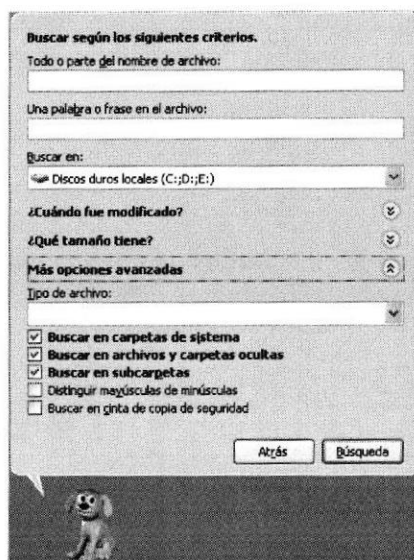 Buscar según los siguientes criterios.
Todo o parte del nombre de archivo:
Una palabra o frase en el archivo:
Buscar en:
Discos duros locales (C:;D:;E:)
¿Cuándo fue modificado?
¿Qué tamaño tiene?
Más opciones avanzadas
Tipo de archivo:
Buscar en carpetas de sistema
Buscar en archivos y carpetas ocultas
Buscar en subcarpetas
Distinguir mayúsculas de minúsculas
Buscar en cinta de copia de seguridad
Atrás Búsqueda